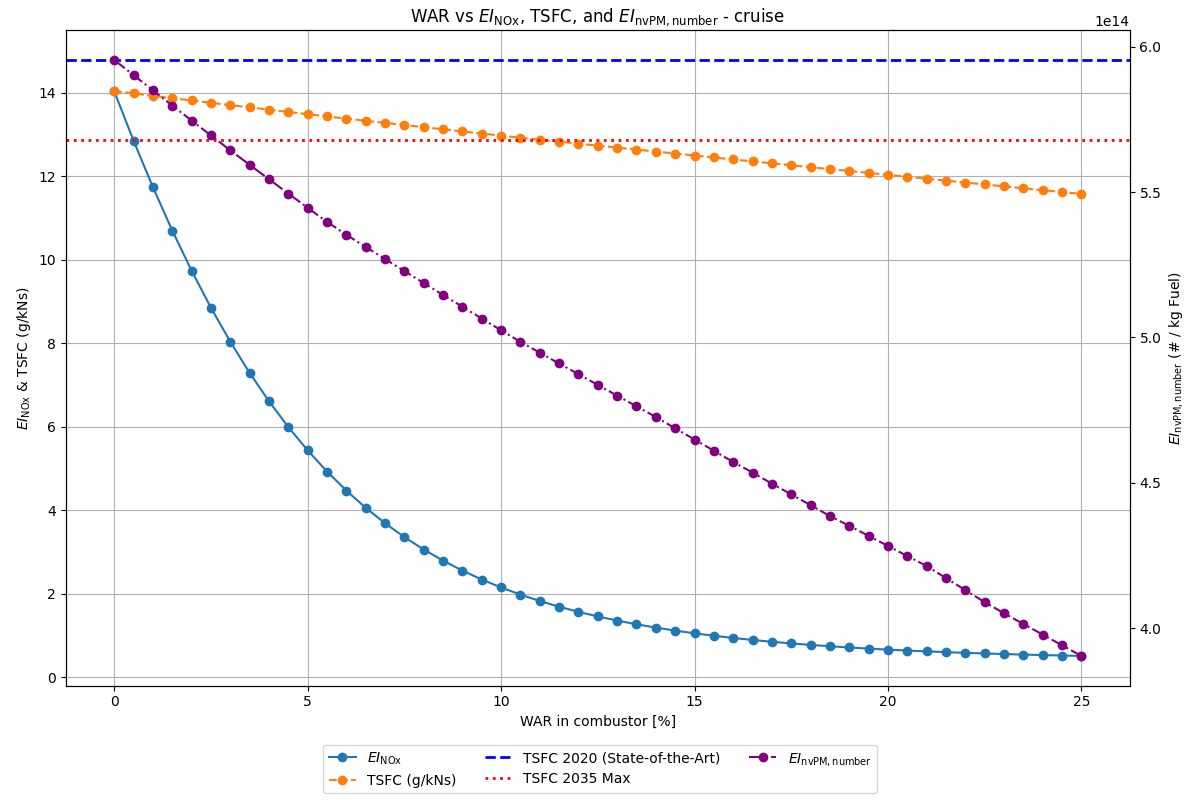 WAR vs EI_NOx, TSFC, and EI_nvPM,number - cruise
1e14
14
12
10
8
6
4
2
0
EI_NOx & TSFC (g/kNs)
6.0
5.5
5.0
4.5
4.0
EI_nvPM,number (# / kg Fuel)
0 5 10 15 20 25
WAR in combustor [%]
EI_NOx
TSFC (g/kNs)
TSFC 2020 (State-of-the-Art)
TSFC 2035 Max
EI_nvPM,number